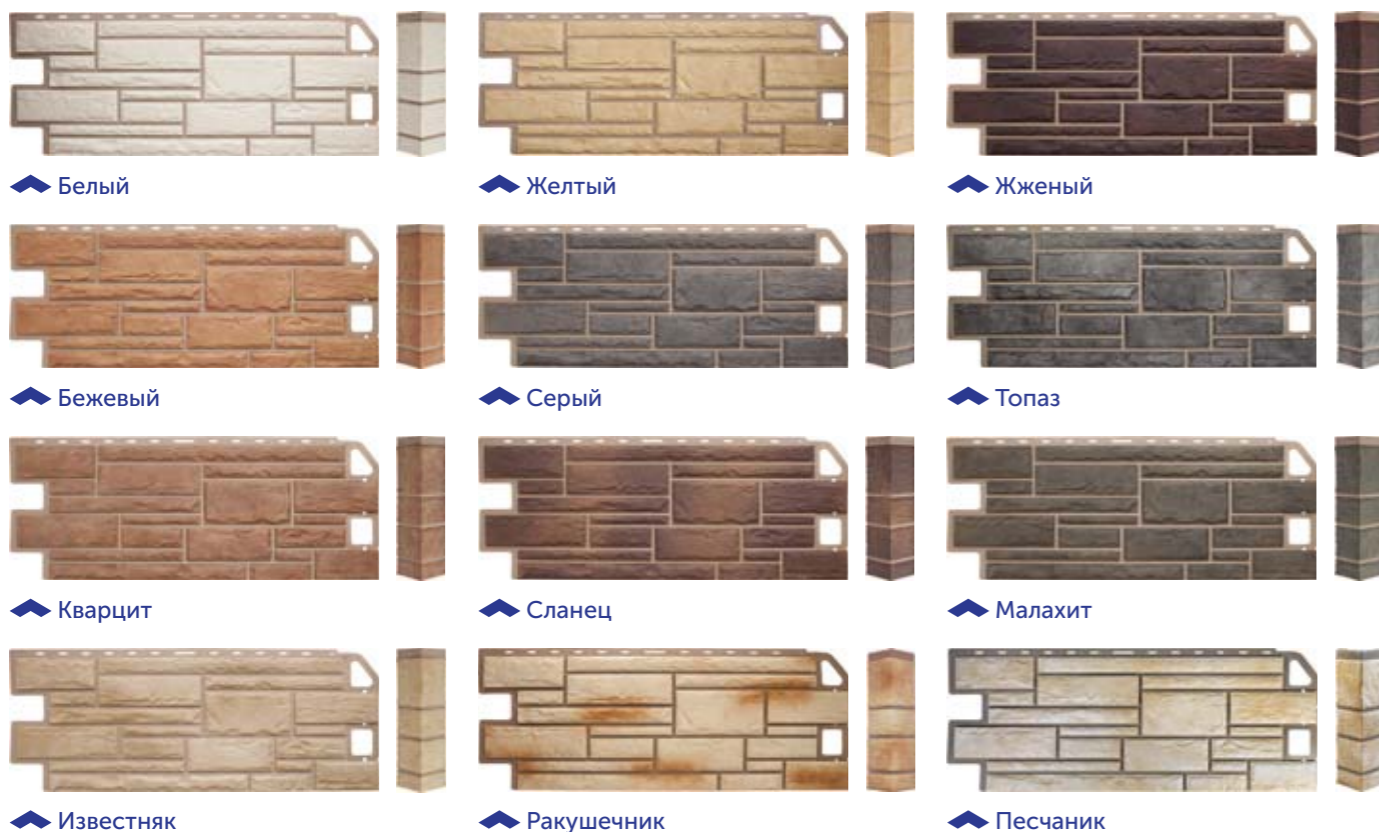 Белый
Желтый
Жженый
Бежевый
Серый
Топаз
Кварцит
Сланец
Малахит
Известняк
Ракушечник
Песчаник